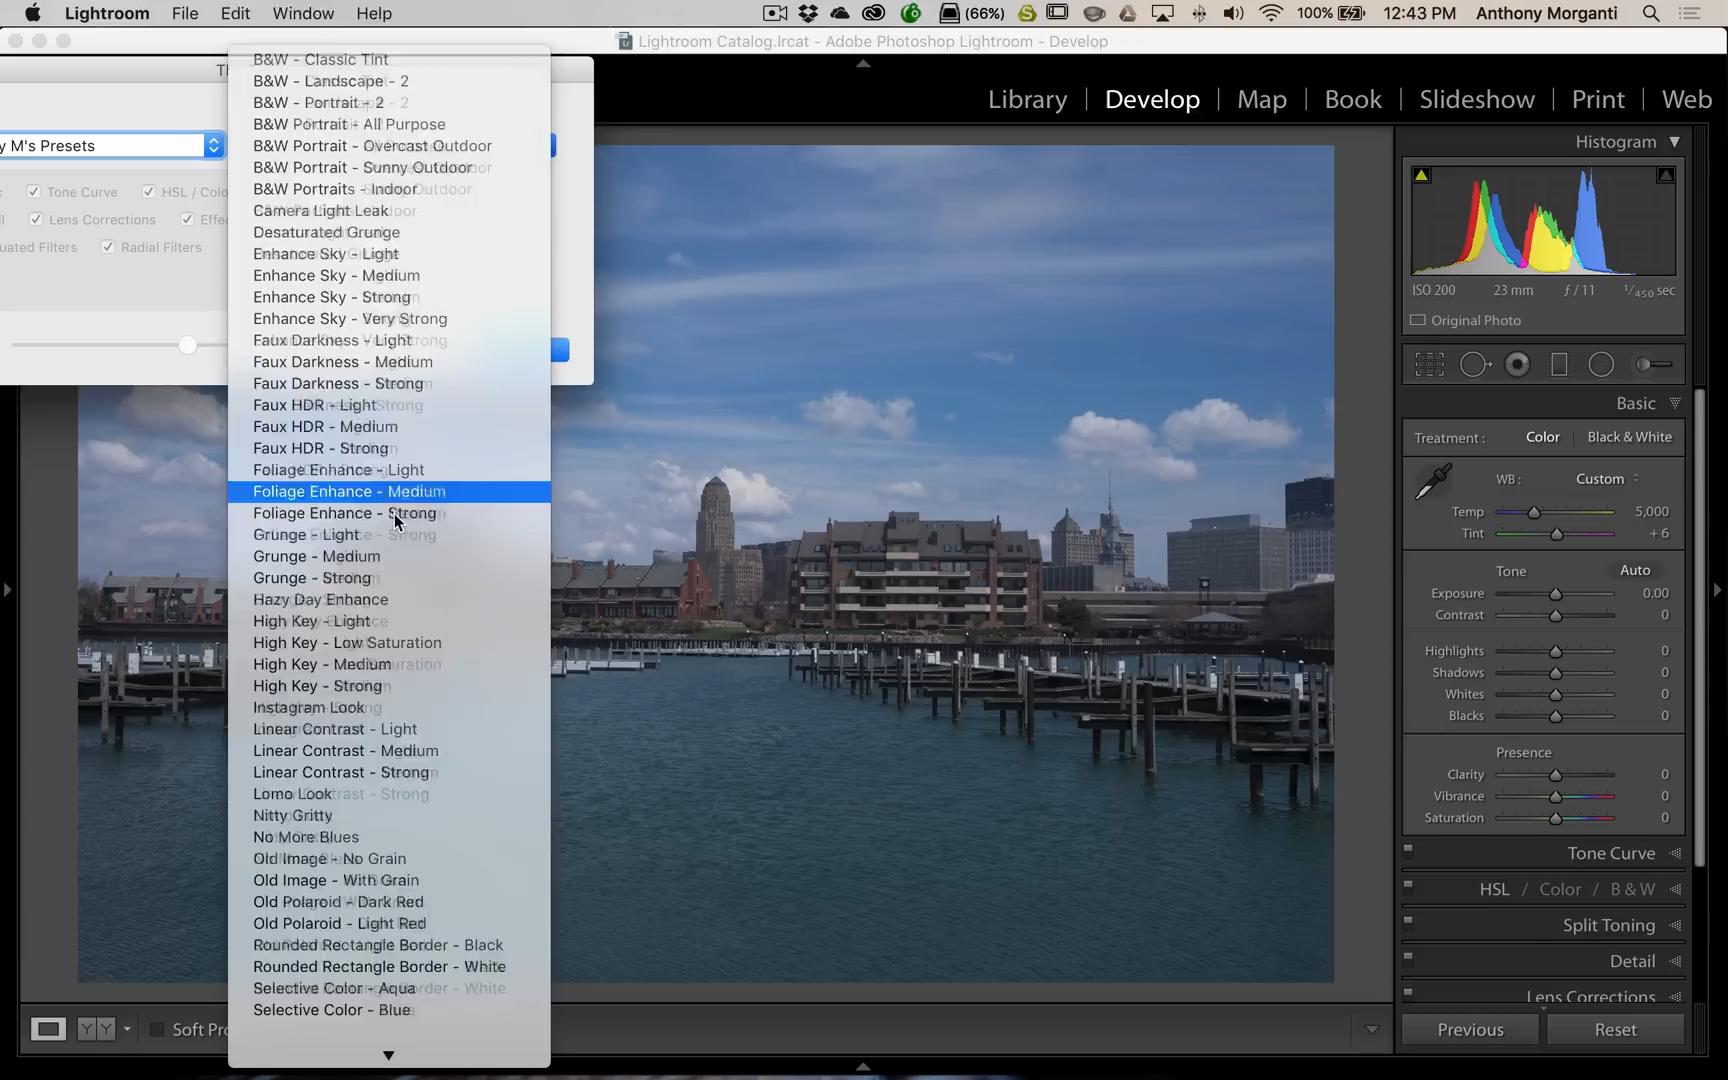 Lightroom File Edit Window Help (66%) 100% 12:43 PM Anthony Morganti
Lightroom Catalog.lrcat - Adobe Photoshop Lightroom - Develop
Library | Develop | Map | Book | Slideshow | Print | Web
y M's Presets
Tone Curve HSL / Colo
Lens Corrections Effe
uated Filters Radial Filters
B&W - Classic Tint
B&W - Landscape - 2
B&W - Portrait - 2
B&W Portrait - All Purpose
B&W Portrait - Overcast Outdoor
B&W Portrait - Sunny Outdoor
B&W Portraits - Indoor
Camera Light Leak
Desaturated Grunge
Enhance Sky - Light
Enhance Sky - Medium
Enhance Sky - Strong
Enhance Sky - Very Strong
Faux Darkness - Light
Faux Darkness - Medium
Faux Darkness - Strong
Faux HDR - Light
Faux HDR - Medium
Faux HDR - Strong
Foliage Enhance - Light
Foliage Enhance - Medium
Foliage Enhance - Strong
Grunge - Light
Grunge - Medium
Grunge - Strong
Hazy Day Enhance
High Key - Light
High Key - Light Saturation
High Key - Medium
High Key - Strong
Instagram Look
Linear Contrast - Light
Linear Contrast - Medium
Linear Contrast - Strong
Lomo Look
Nitty Gritty
No More Blues
Old Image - No Grain
Old Image - With Grain
Old Polaroid - Dark Red
Old Polaroid - Light Red
Rounded Rectangle Border - Black
Rounded Rectangle Border - White
Selective Color - Aqua
Selective Color - Blue
Y Y Soft Pro
Histogram
ISO 200 23 mm ƒ / 11 1/450 sec
Original Photo
Basic
Treatment : Color Black & White
WB : Custom
Temp 5,000
Tint + 6
Tone Auto
Exposure 0.00
Contrast 0
Highlights 0
Shadows 0
Whites 0
Blacks 0
Presence
Clarity 0
Vibrance 0
Saturation 0
Tone Curve
HSL / Color / B & W
Split Toning
Detail
Lens Corrections
Previous Reset